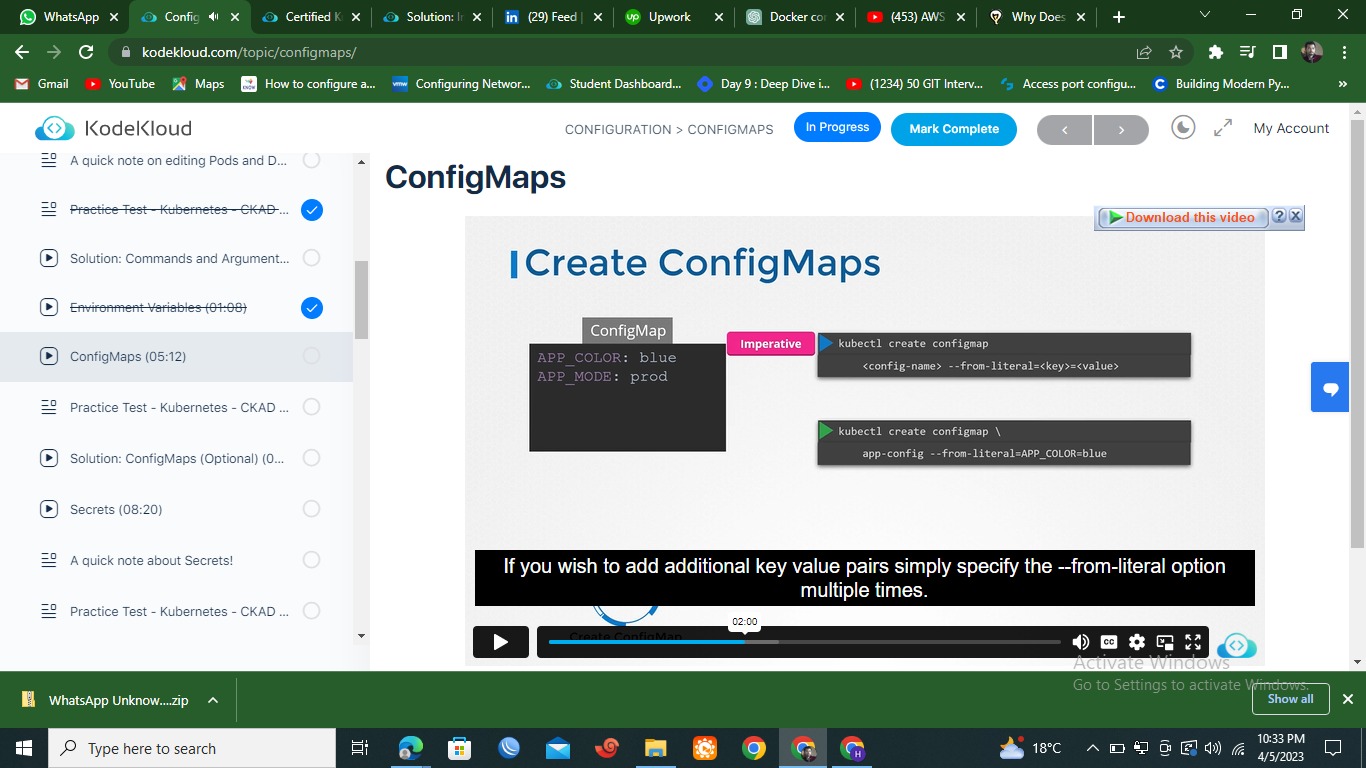 WhatsApp
Config
Certified K
Solution: I
(29) Feed |
Upwork
Docker cor
(453) AWS
Why Does
kodekloud.com/topic/configmaps/
Gmail
YouTube
Maps
How to configure a...
Configuring Networ...
Student Dashboard...
Day 9 : Deep Dive i...
(1234) 50 GIT Interv...
Access port configu...
Building Modern Py...
»
KodeKloud
CONFIGURATION > CONFIGMAPS
In Progress
Mark Complete
My Account
A quick note on editing Pods and D...
Practice Test - Kubernetes - CKAD ...
Solution: Commands and Argument...
Environment Variables (01:08)
ConfigMaps (05:12)
Practice Test - Kubernetes - CKAD ...
Solution: ConfigMaps (Optional) (0...
Secrets (08:20)
A quick note about Secrets!
Practice Test - Kubernetes - CKAD ...
ConfigMaps
Download this video
?
Create ConfigMaps
ConfigMap
APP_COLOR: blue
APP_MODE: prod
Imperative
kubectl create configmap
<config-name> --from-literal=<key>=<value>
kubectl create configmap \
app-config --from-literal=APP_COLOR=blue
If you wish to add additional key value pairs simply specify the --from-literal option
multiple times.
02:00
Create ConfigMap
CC
Activate Windows
Go to Settings to activate Windows.
WhatsApp Unknow....zip
Show all
Type here to search
18°C
10:33 PM
4/5/2023